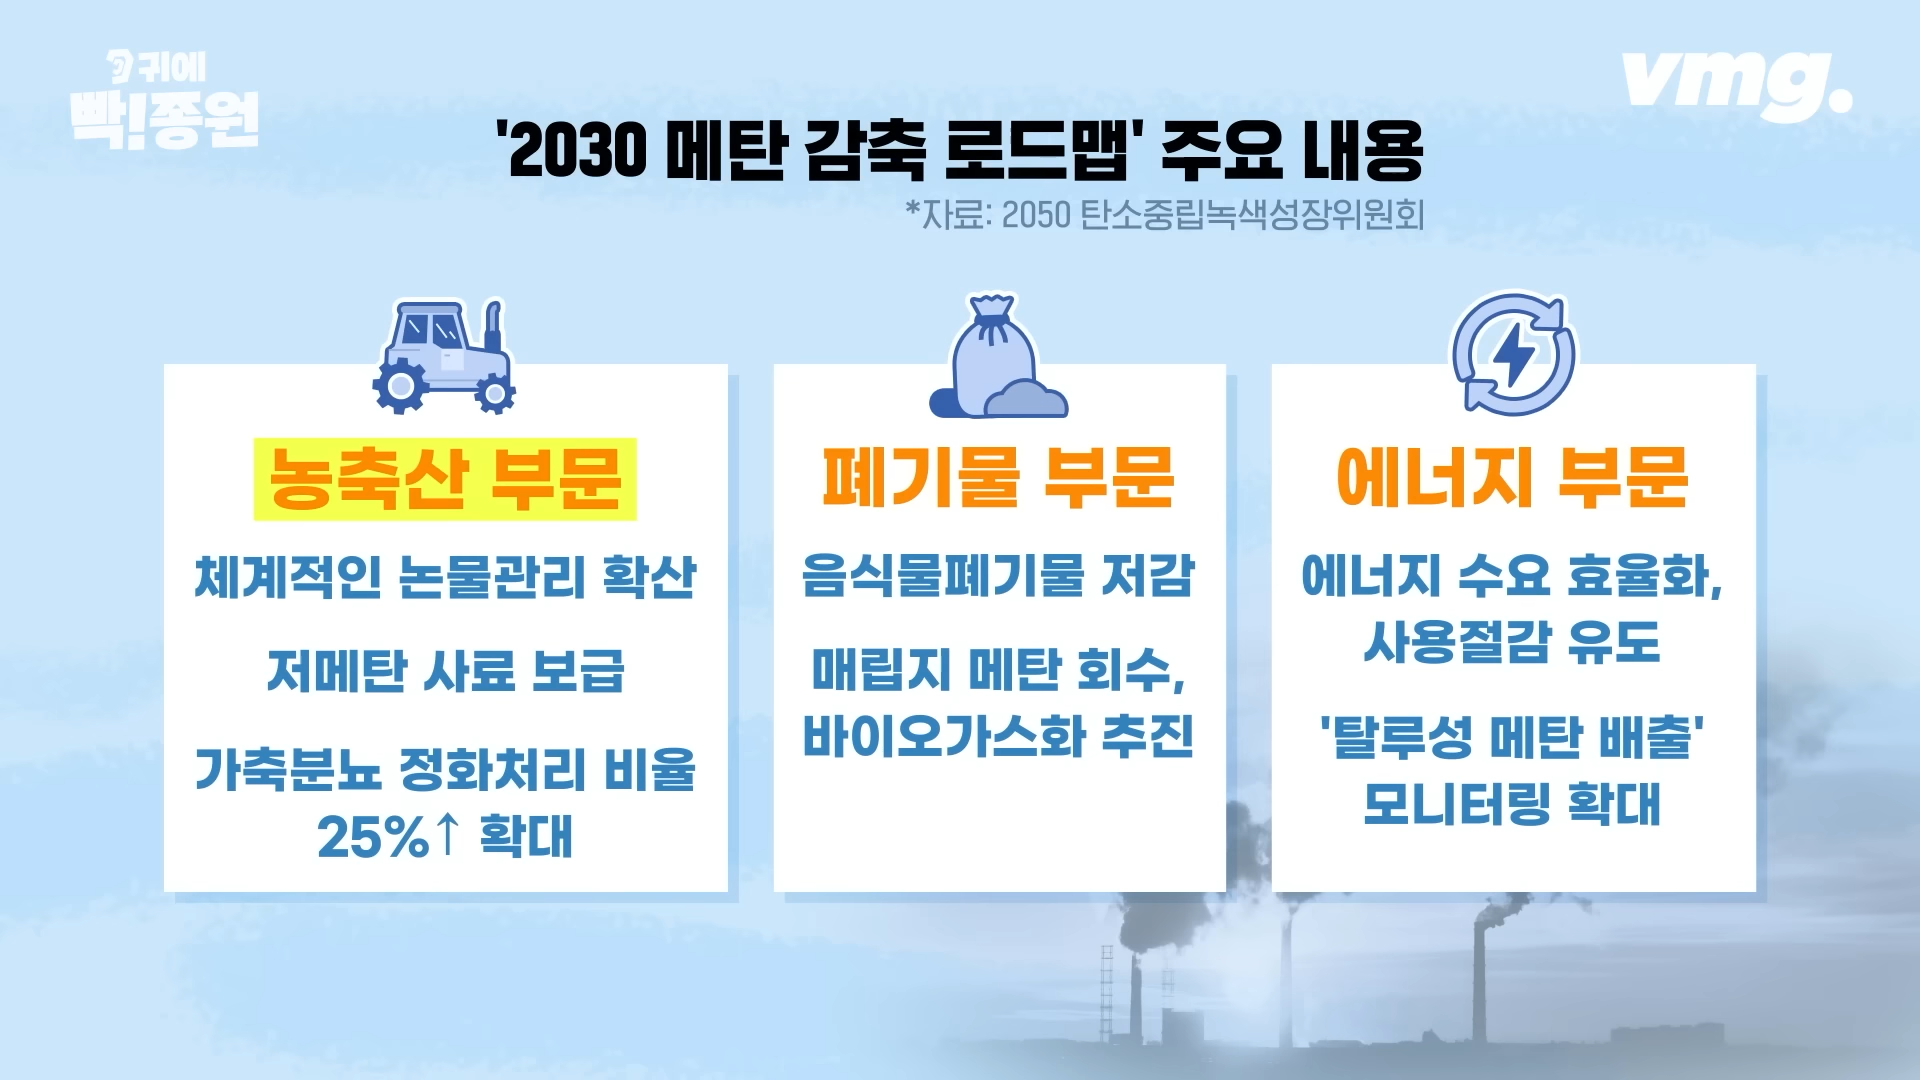 귀에
빡!종원
vmg.
'2030 메탄 감축 로드맵' 주요 내용
*자료: 2050 탄소중립녹색성장위원회
농축산 부문
체계적인 논물관리 확산
저메탄 사료 보급
가축분뇨 정화처리 비율
25%↑ 확대
폐기물 부문
음식물폐기물 저감
매립지 메탄 회수,
바이오가스화 추진
에너지 부문
에너지 수요 효율화,
사용절감 유도
'탈루성 메탄 배출'
모니터링 확대